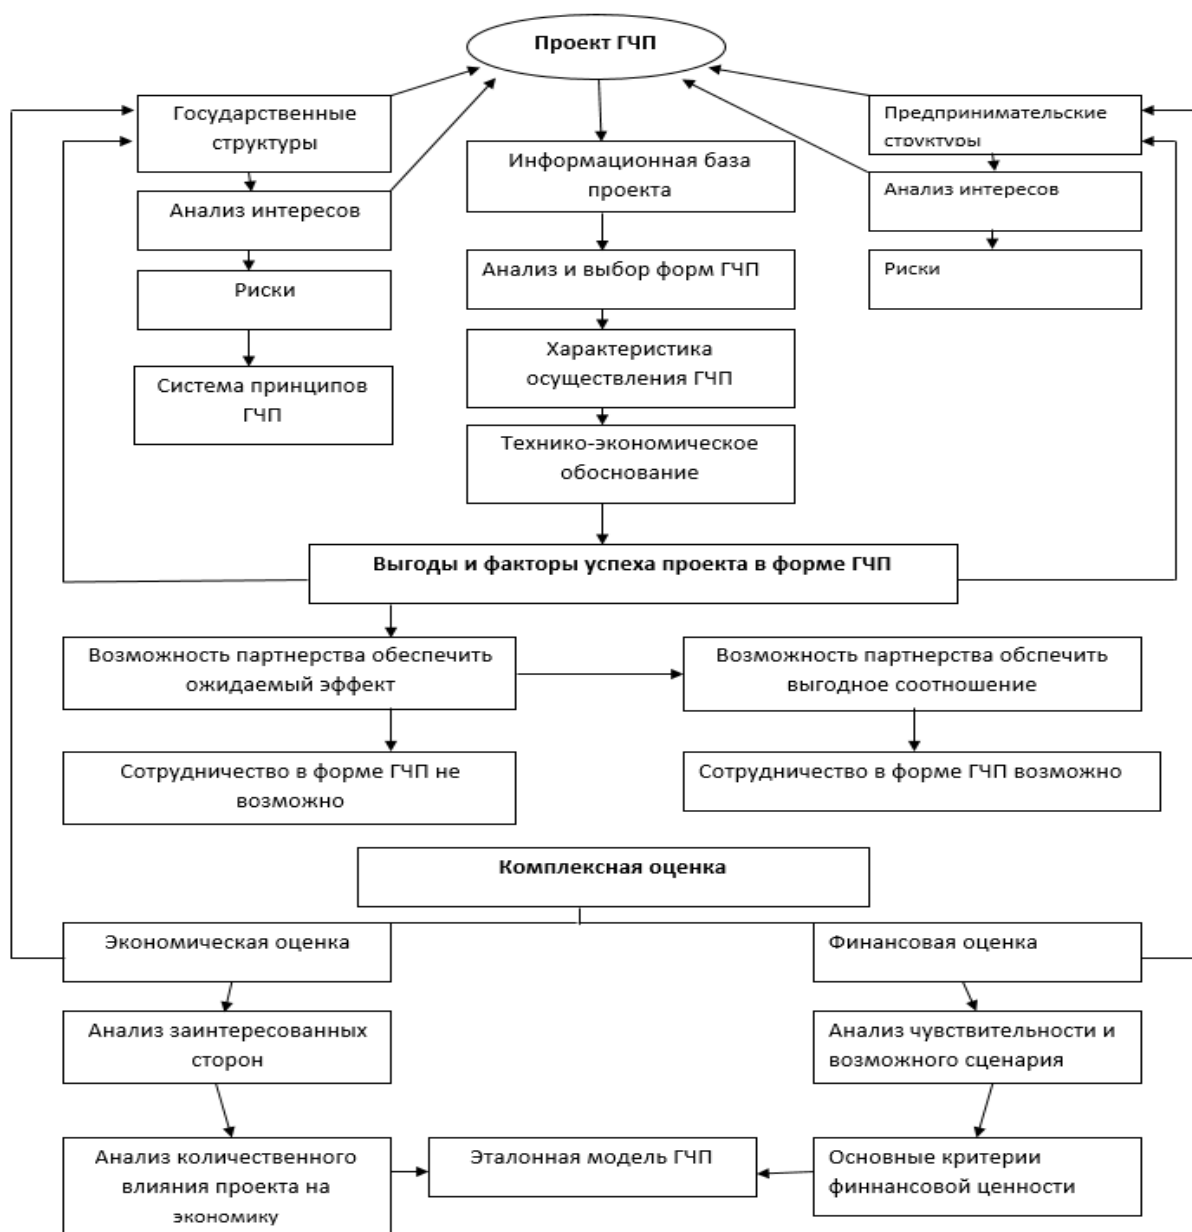 Проект ГЧП
Государственные
структуры
Предпринимательские
структуры
Информационная база
проекта
Анализ интересов
Анализ интересов
Анализ и выбор форм ГЧП
Риски
Риски
Характеристика
осуществления ГЧП
Система принципов
ГЧП
Технико-экономическое
обоснование
Выгоды и факторы успеха проекта в форме ГЧП
Возможность партнерства обеспечить
ожидаемый эффект
Возможность партнерства обспечить
выгодное соотношение
Сотрудничество в форме ГЧП не
возможно
Сотрудничество в форме ГЧП возможно
Комплексная оценка
Экономическая оценка
Финансовая оценка
Анализ заинтересованных
сторон
Анализ чувствительности и
возможного сценария
Анализ количественного
влияния проекта на
экономику
Эталонная модель ГЧП
Основные критерии
финнансовой ценности